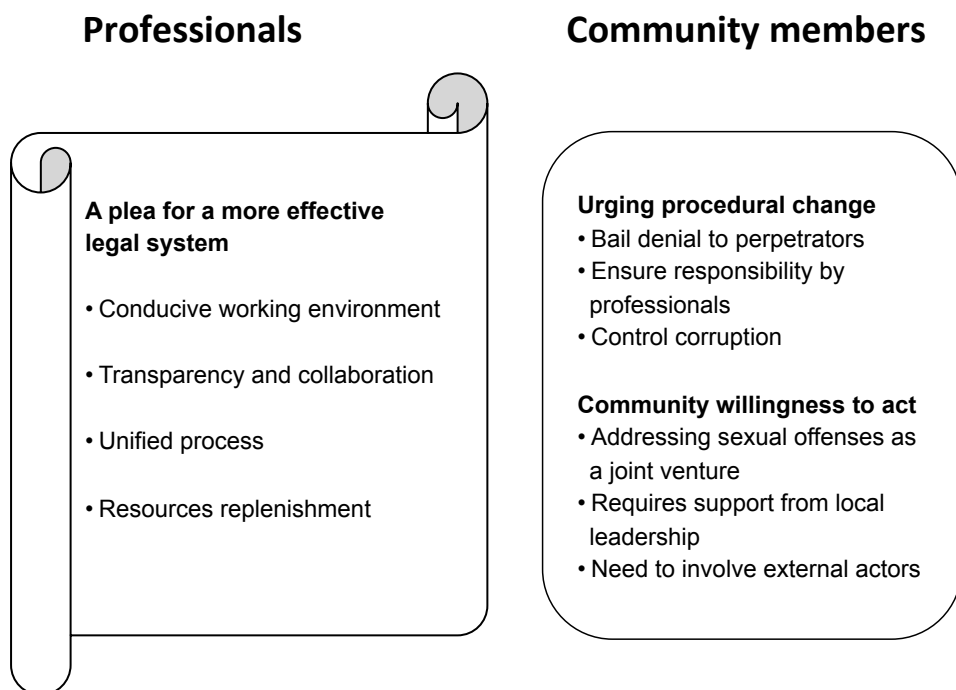 Professionals
A plea for a more effective
legal system
• Conducive working environment
• Transparency and collaboration
• Unified process
• Resources replenishment
Community members
Urging procedural change
• Bail denial to perpetrators
• Ensure responsibility by
professionals
• Control corruption
Community willingness to act
• Addressing sexual offenses as
a joint venture
• Requires support from local
leadership
• Need to involve external actors